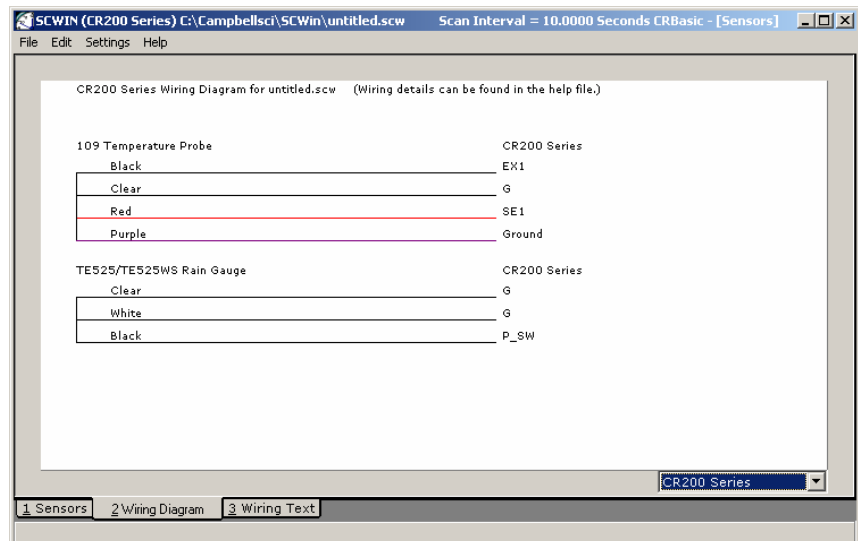 SCWIN (CR200 Series) C:\Campbellsci\SCWin\untitled.scw Scan Interval = 10.0000 Seconds CRBasic - [Sensors]
File Edit Settings Help
CR200 Series Wiring Diagram for untitled.scw (Wiring details can be found in the help file.)
109 Temperature Probe CR200 Series
Black EX1
Clear G
Red SE1
Purple Ground
TE525/TE525WS Rain Gauge CR200 Series
Clear G
White G
Black P_SW
CR200 Series
1 Sensors 2 Wiring Diagram 3 Wiring Text